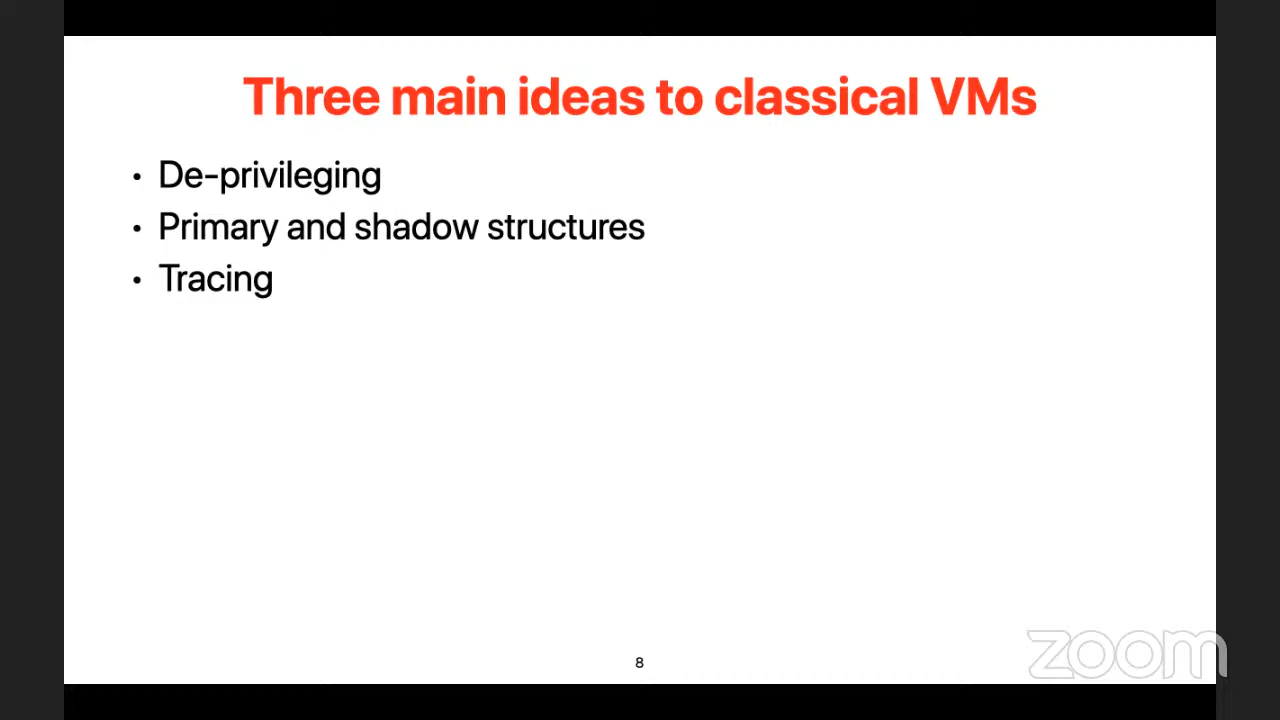 Three main ideas to classical VMs
• De-privileging
• Primary and shadow structures
• Tracing
8
zoom